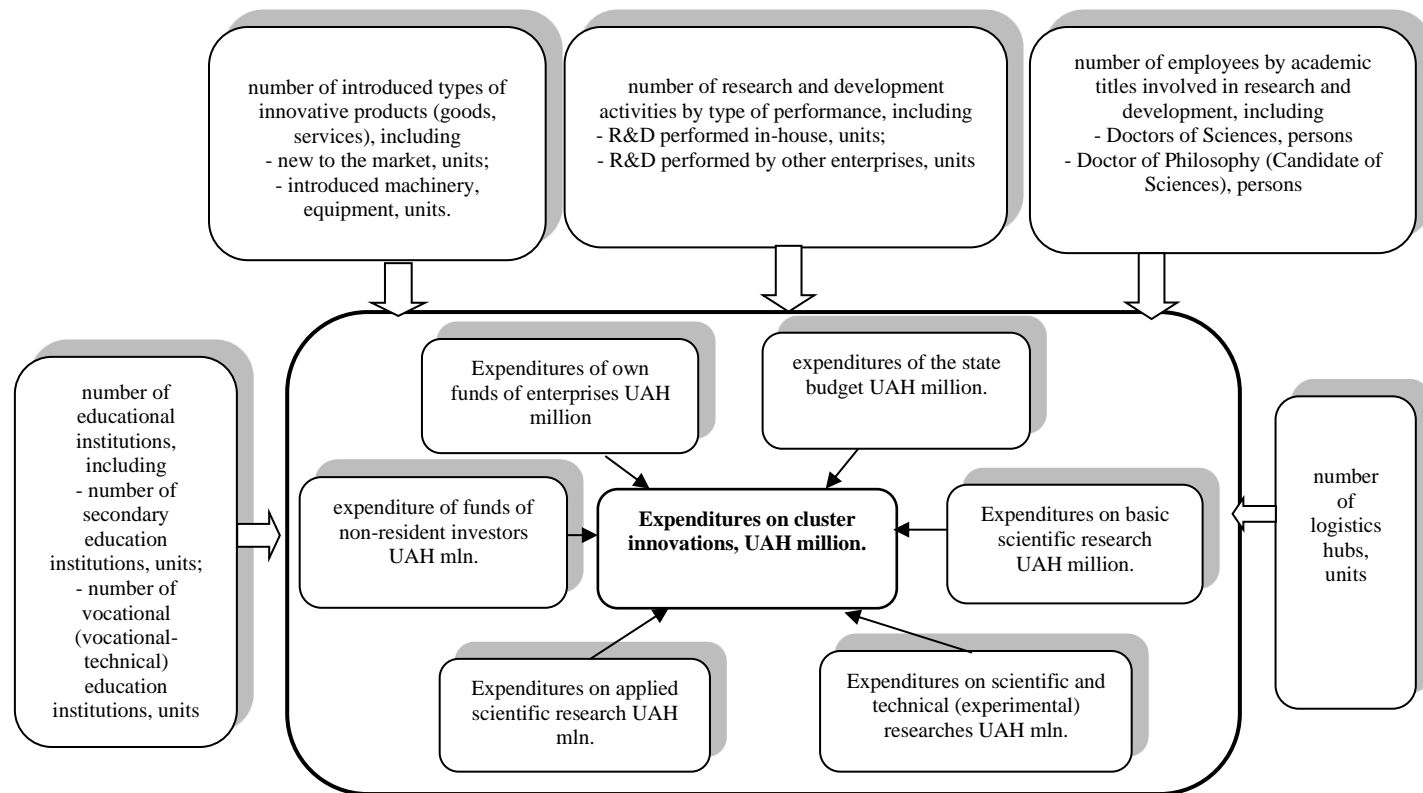 number of introduced types of
innovative products (goods,
services), including
- new to the market, units;
- introduced machinery,
equipment, units.
number of research and development
activities by type of performance, including
- R&D performed in-house, units;
- R&D performed by other enterprises, units
number of employees by academic
titles involved in research and
development, including
- Doctors of Sciences, persons
- Doctor of Philosophy (Candidate of
Sciences), persons
number of
educational
institutions,
including
- number of
secondary
education
institutions, units;
- number of
vocational
(vocational-
technical)
education
institutions, units
Expenditures of own
funds of enterprises UAH
million
expenditures of the state
budget UAH million.
expenditure of funds of
non-resident investors
UAH mln.
Expenditures on cluster
innovations, UAH million.
Expenditures on basic
scientific research
UAH million.
Expenditures on applied
scientific research UAH
mln.
Expenditures on scientific and
technical (experimental)
researches UAH mln.
number
of
logistics
hubs,
units